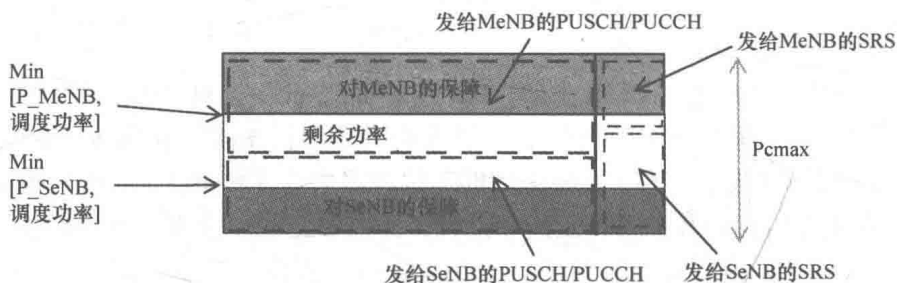 发给MeNB的PUSCH/PUCCH
发给MeNB的SRS
Min
[P_MeNB,
调度功率]
对MeNB的保障
剩余功率
Pcmax
Min
[P_SeNB,
调度功率]
对SeNB的保障
发给SeNB的PUSCH/PUCCH
发给SeNB的SRS